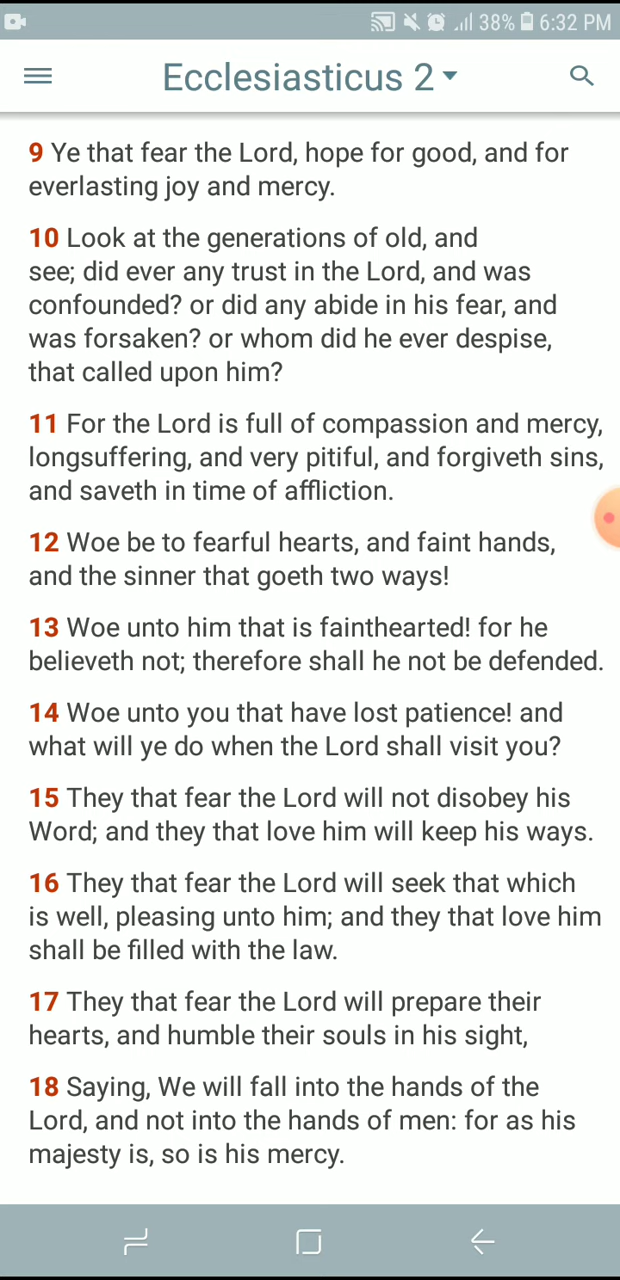 38% 6:32 PM
Ecclesiasticus 2
9 Ye that fear the Lord, hope for good, and for
everlasting joy and mercy.
10 Look at the generations of old, and
see; did ever any trust in the Lord, and was
confounded? or did any abide in his fear, and
was forsaken? or whom did he ever despise,
that called upon him?
11 For the Lord is full of compassion and mercy,
longsuffering, and very pitiful, and forgiveth sins,
and saveth in time of affliction.
12 Woe be to fearful hearts, and faint hands,
and the sinner that goeth two ways!
13 Woe unto him that is fainthearted! for he
believeth not; therefore shall he not be defended.
14 Woe unto you that have lost patience! and
what will ye do when the Lord shall visit you?
15 They that fear the Lord will not disobey his
Word; and they that love him will keep his ways.
16 They that fear the Lord will seek that which
is well, pleasing unto him; and they that love him
shall be filled with the law.
17 They that fear the Lord will prepare their
hearts, and humble their souls in his sight,
18 Saying, We will fall into the hands of the
Lord, and not into the hands of men: for as his
majesty is, so is his mercy.